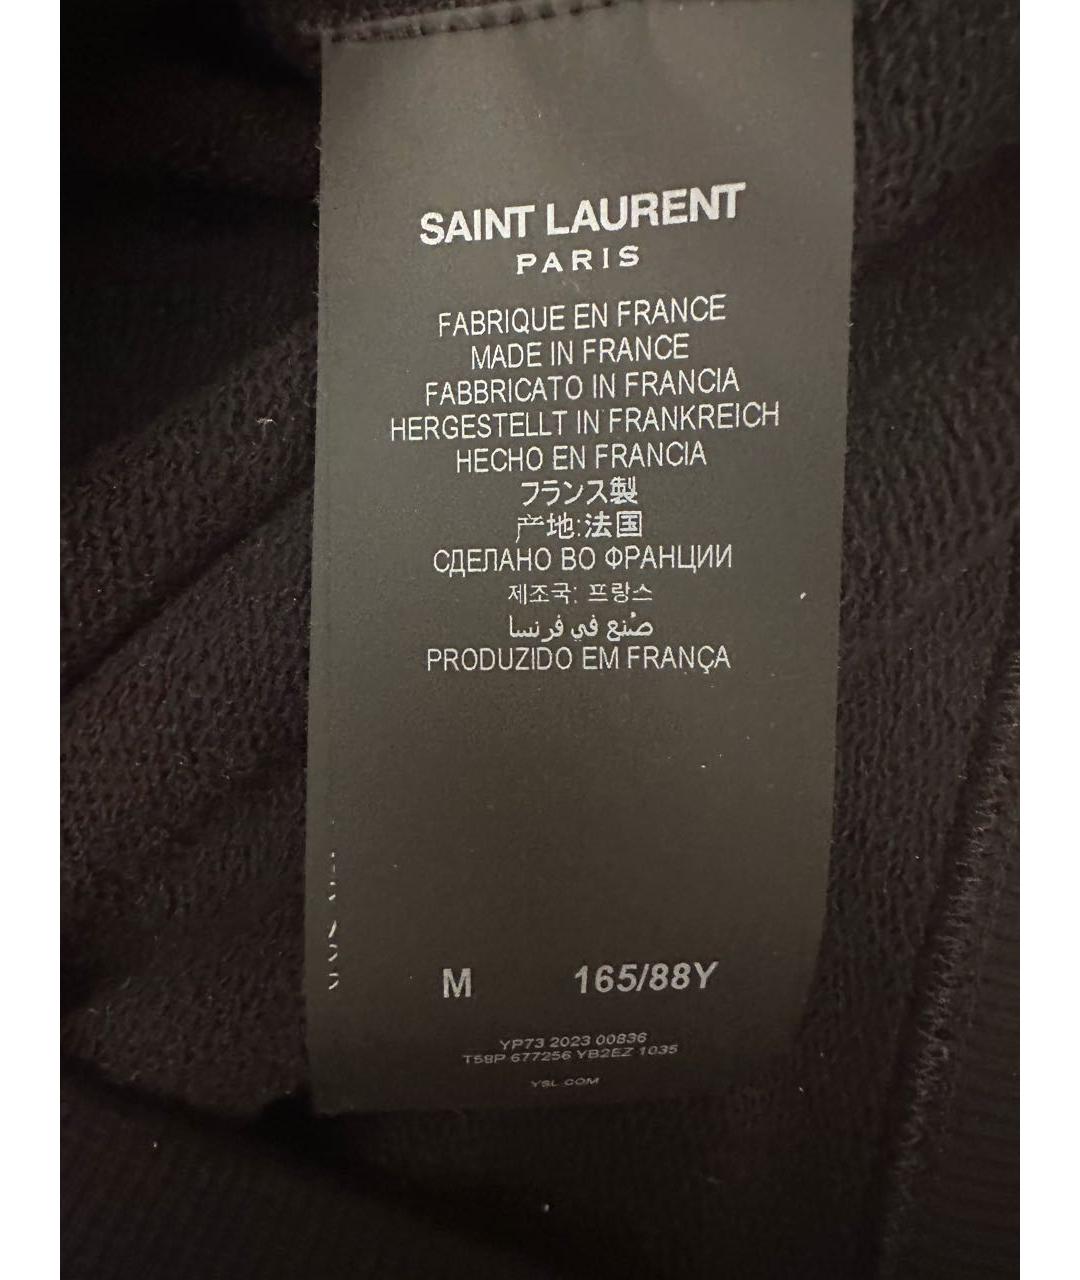 SAINT LAURENT
PARIS
FABRIQUE EN FRANCE
MADE IN FRANCE
FABBRICATO IN FRANCIA
HERGESTELLT IN FRANKREICH
HECHO EN FRANCIA
フランス製
产地:法国
СДЕЛАНО ВО ФРАНЦИИ
제조국: 프랑스
صُنع في فرنسا
PRODUZIDO EM FRANÇA
M 165/88Y
YP73 2023 00836
T58P 677256 YB2EZ 1035
YSL.COM